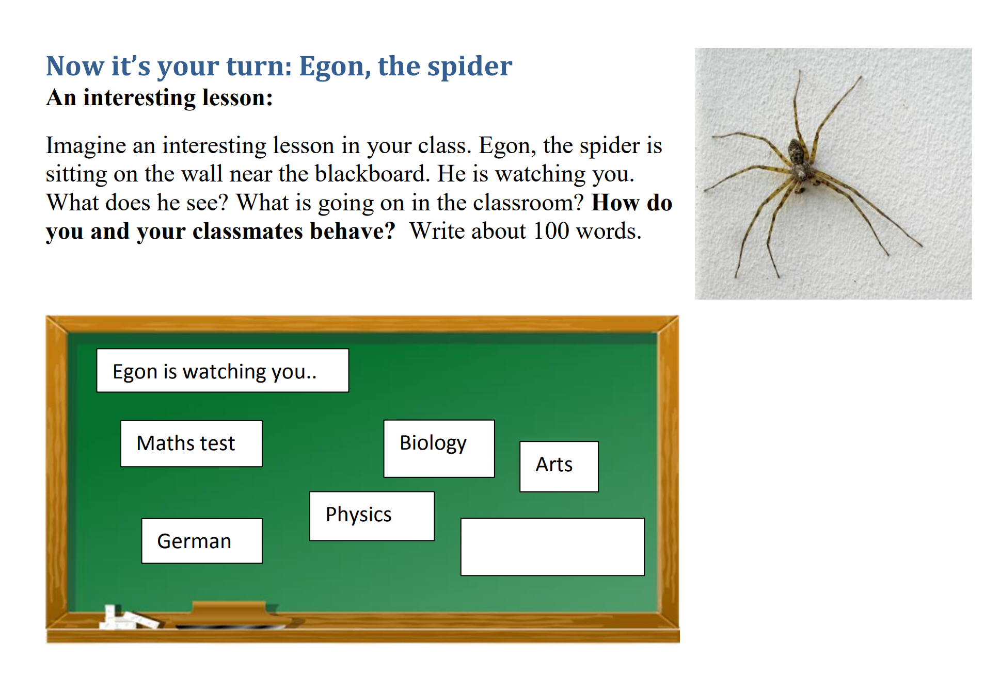 Now it’s your turn: Egon, the spider
An interesting lesson:
Imagine an interesting lesson in your class. Egon, the spider is
sitting on the wall near the blackboard. He is watching you.
What does he see? What is going on in the classroom? How do
you and your classmates behave?  Write about 100 words.
Egon is watching you..
Maths test
Biology
Arts
Physics
German